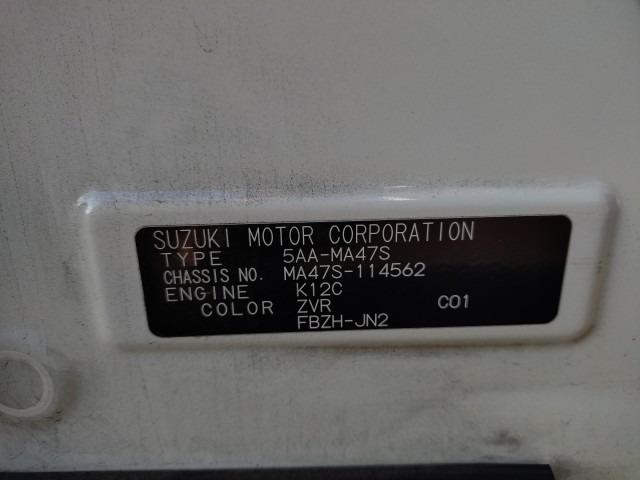 SUZUKI MOTOR CORPORATION
TYPE 5AA-MA47S
CHASSIS NO. MA47S-114562
ENGINE K12C
COLOR ZVR C01
FBZH-JN2